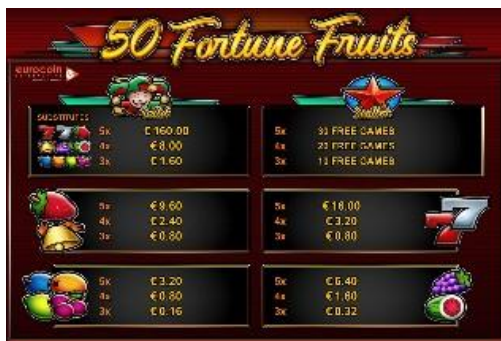 50 Fortune Fruits
eurocoin
SUBSTITUTES
5x €160.00
4x €8.00
3x €1.60
5x 30 FREE GAMES
4x 20 FREE GAMES
3x 10 FREE GAMES
5x €9.60
4x €2.40
3x €0.80
5x €16.00
4x €3.20
3x €0.80
5x €3.20
4x €0.80
3x €0.16
5x €6.40
4x €1.60
3x €0.32